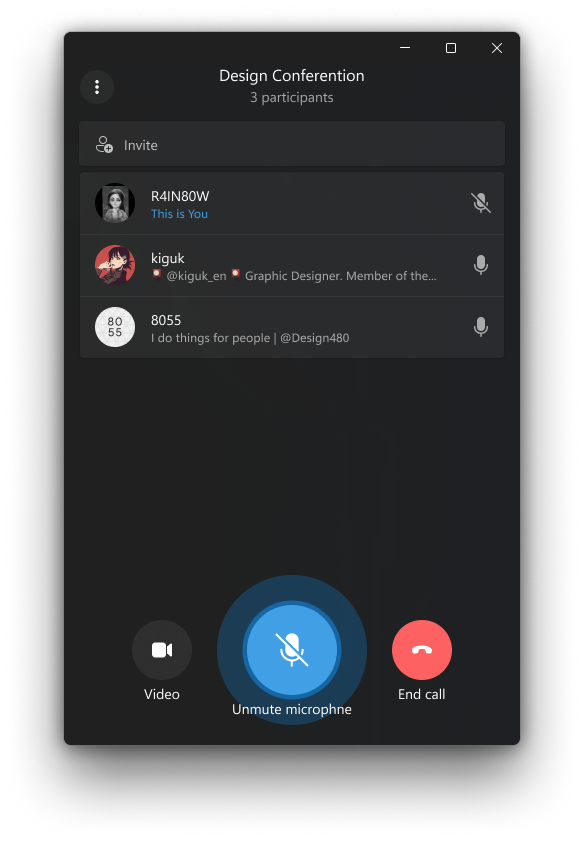 Design Conferention
3 participants
Invite
R4IN80W
This is You
kiguk
🎴 @kiguk_en 🎴 Graphic Designer. Member of the...
80
55
8055
I do things for people | @Design480
Video
Unmute microphne
End call